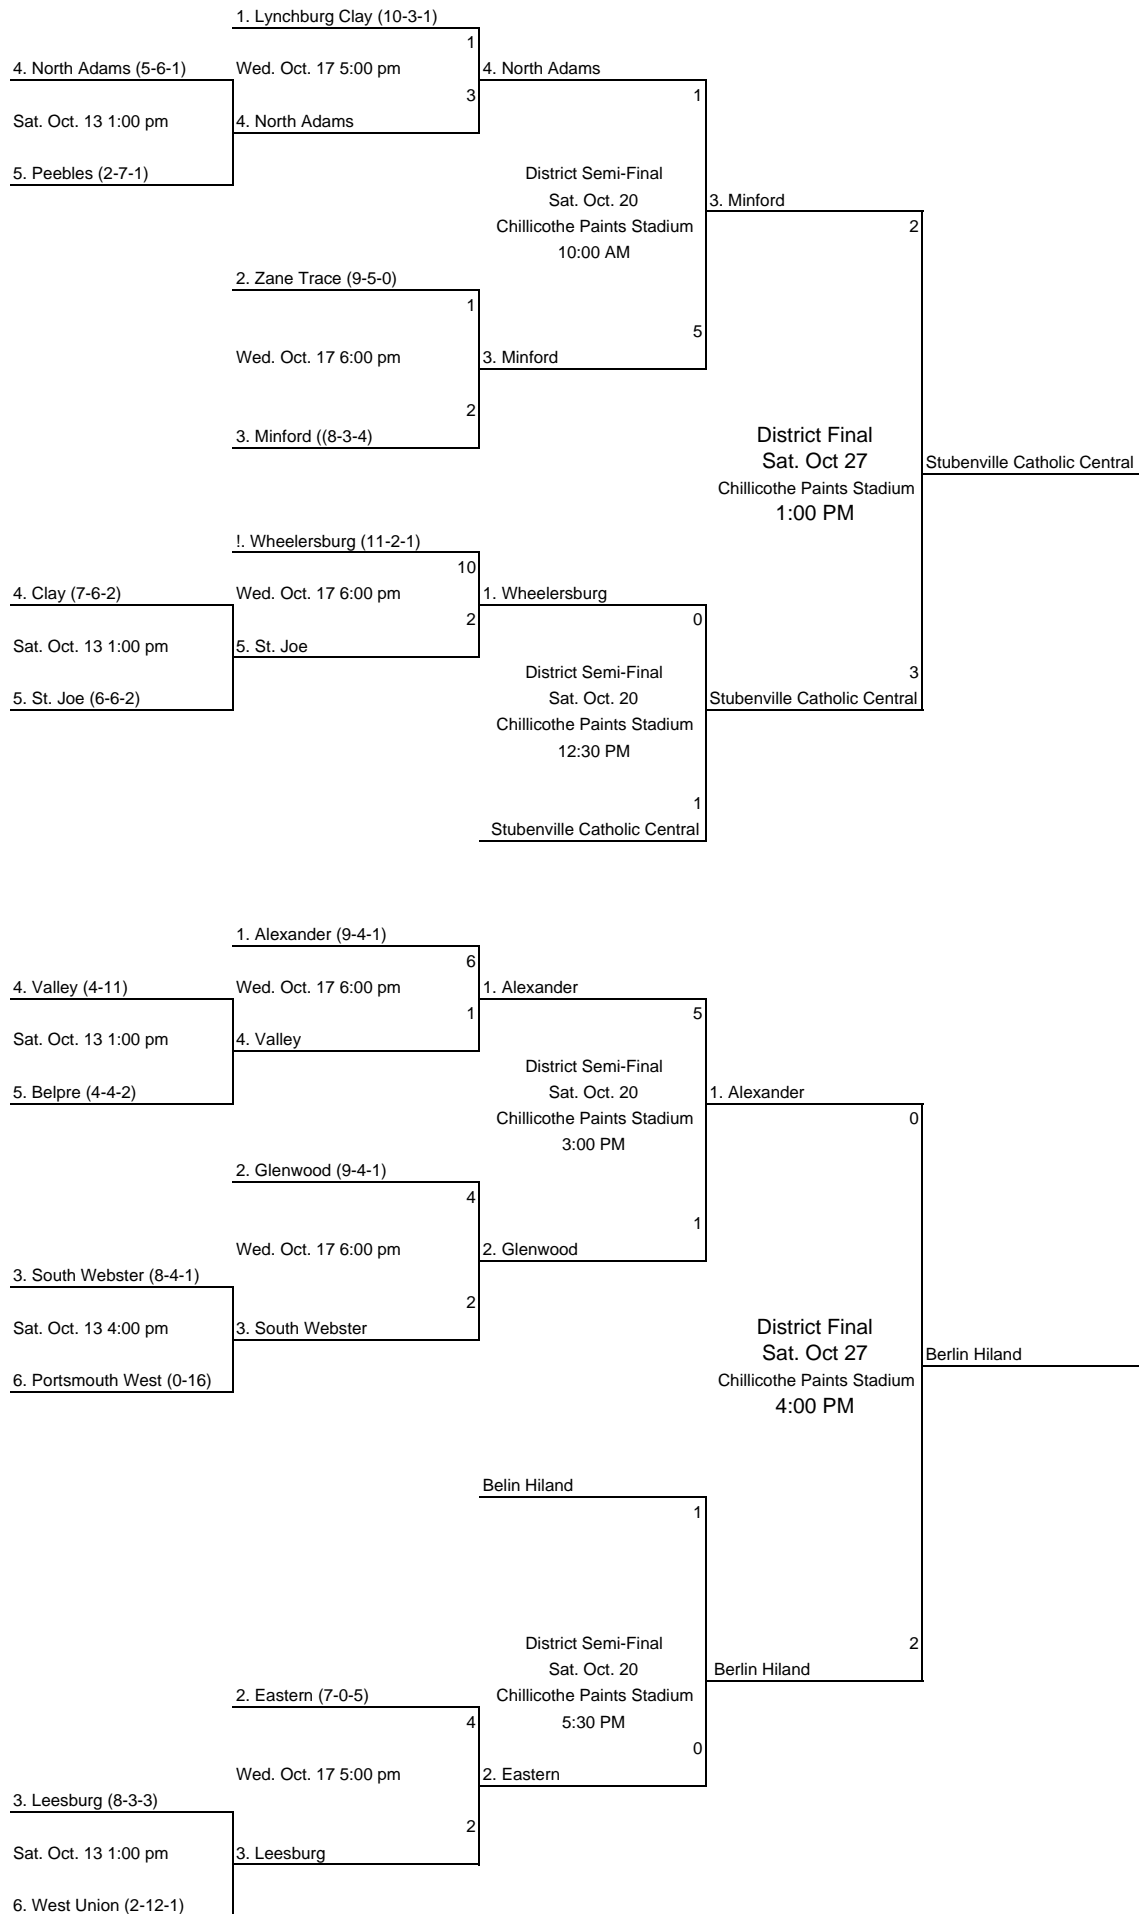 1. Lynchburg Clay (10-3-1)
1
4. North Adams (5-6-1)
Wed. Oct. 17 5:00 pm
4. North Adams
3
1
Sat. Oct. 13 1:00 pm
4. North Adams
5. Peebles (2-7-1)
District Semi-Final
Sat. Oct. 20
3. Minford
Chillicothe Paints Stadium
2
10:00 AM
2. Zane Trace (9-5-0)
1
5
Wed. Oct. 17 6:00 pm
3. Minford
2
3. Minford ((8-3-4)
District Final
Sat. Oct 27
Stubenville Catholic Central
Chillicothe Paints Stadium
1:00 PM
!. Wheelersburg (11-2-1)
10
4. Clay (7-6-2)
Wed. Oct. 17 6:00 pm
1. Wheelersburg
2
0
Sat. Oct. 13 1:00 pm
5. St. Joe
District Semi-Final
3
5. St. Joe (6-6-2)
Sat. Oct. 20
Stubenville Catholic Central
Chillicothe Paints Stadium
12:30 PM
1
Stubenville Catholic Central
1. Alexander (9-4-1)
6
4. Valley (4-11)
Wed. Oct. 17 6:00 pm
1. Alexander
1
5
Sat. Oct. 13 1:00 pm
4. Valley
District Semi-Final
5. Belpre (4-4-2)
Sat. Oct. 20
1. Alexander
Chillicothe Paints Stadium
0
3:00 PM
2. Glenwood (9-4-1)
4
1
Wed. Oct. 17 6:00 pm
2. Glenwood
3. South Webster (8-4-1)
2
Sat. Oct. 13 4:00 pm
3. South Webster
District Final
Sat. Oct 27
Berlin Hiland
6. Portsmouth West (0-16)
Chillicothe Paints Stadium
4:00 PM
Belin Hiland
1
District Semi-Final
2
Sat. Oct. 20
Berlin Hiland
2. Eastern (7-0-5)
Chillicothe Paints Stadium
4
5:30 PM
0
Wed. Oct. 17 5:00 pm
2. Eastern
3. Leesburg (8-3-3)
2
Sat. Oct. 13 1:00 pm
3. Leesburg
6. West Union (2-12-1)